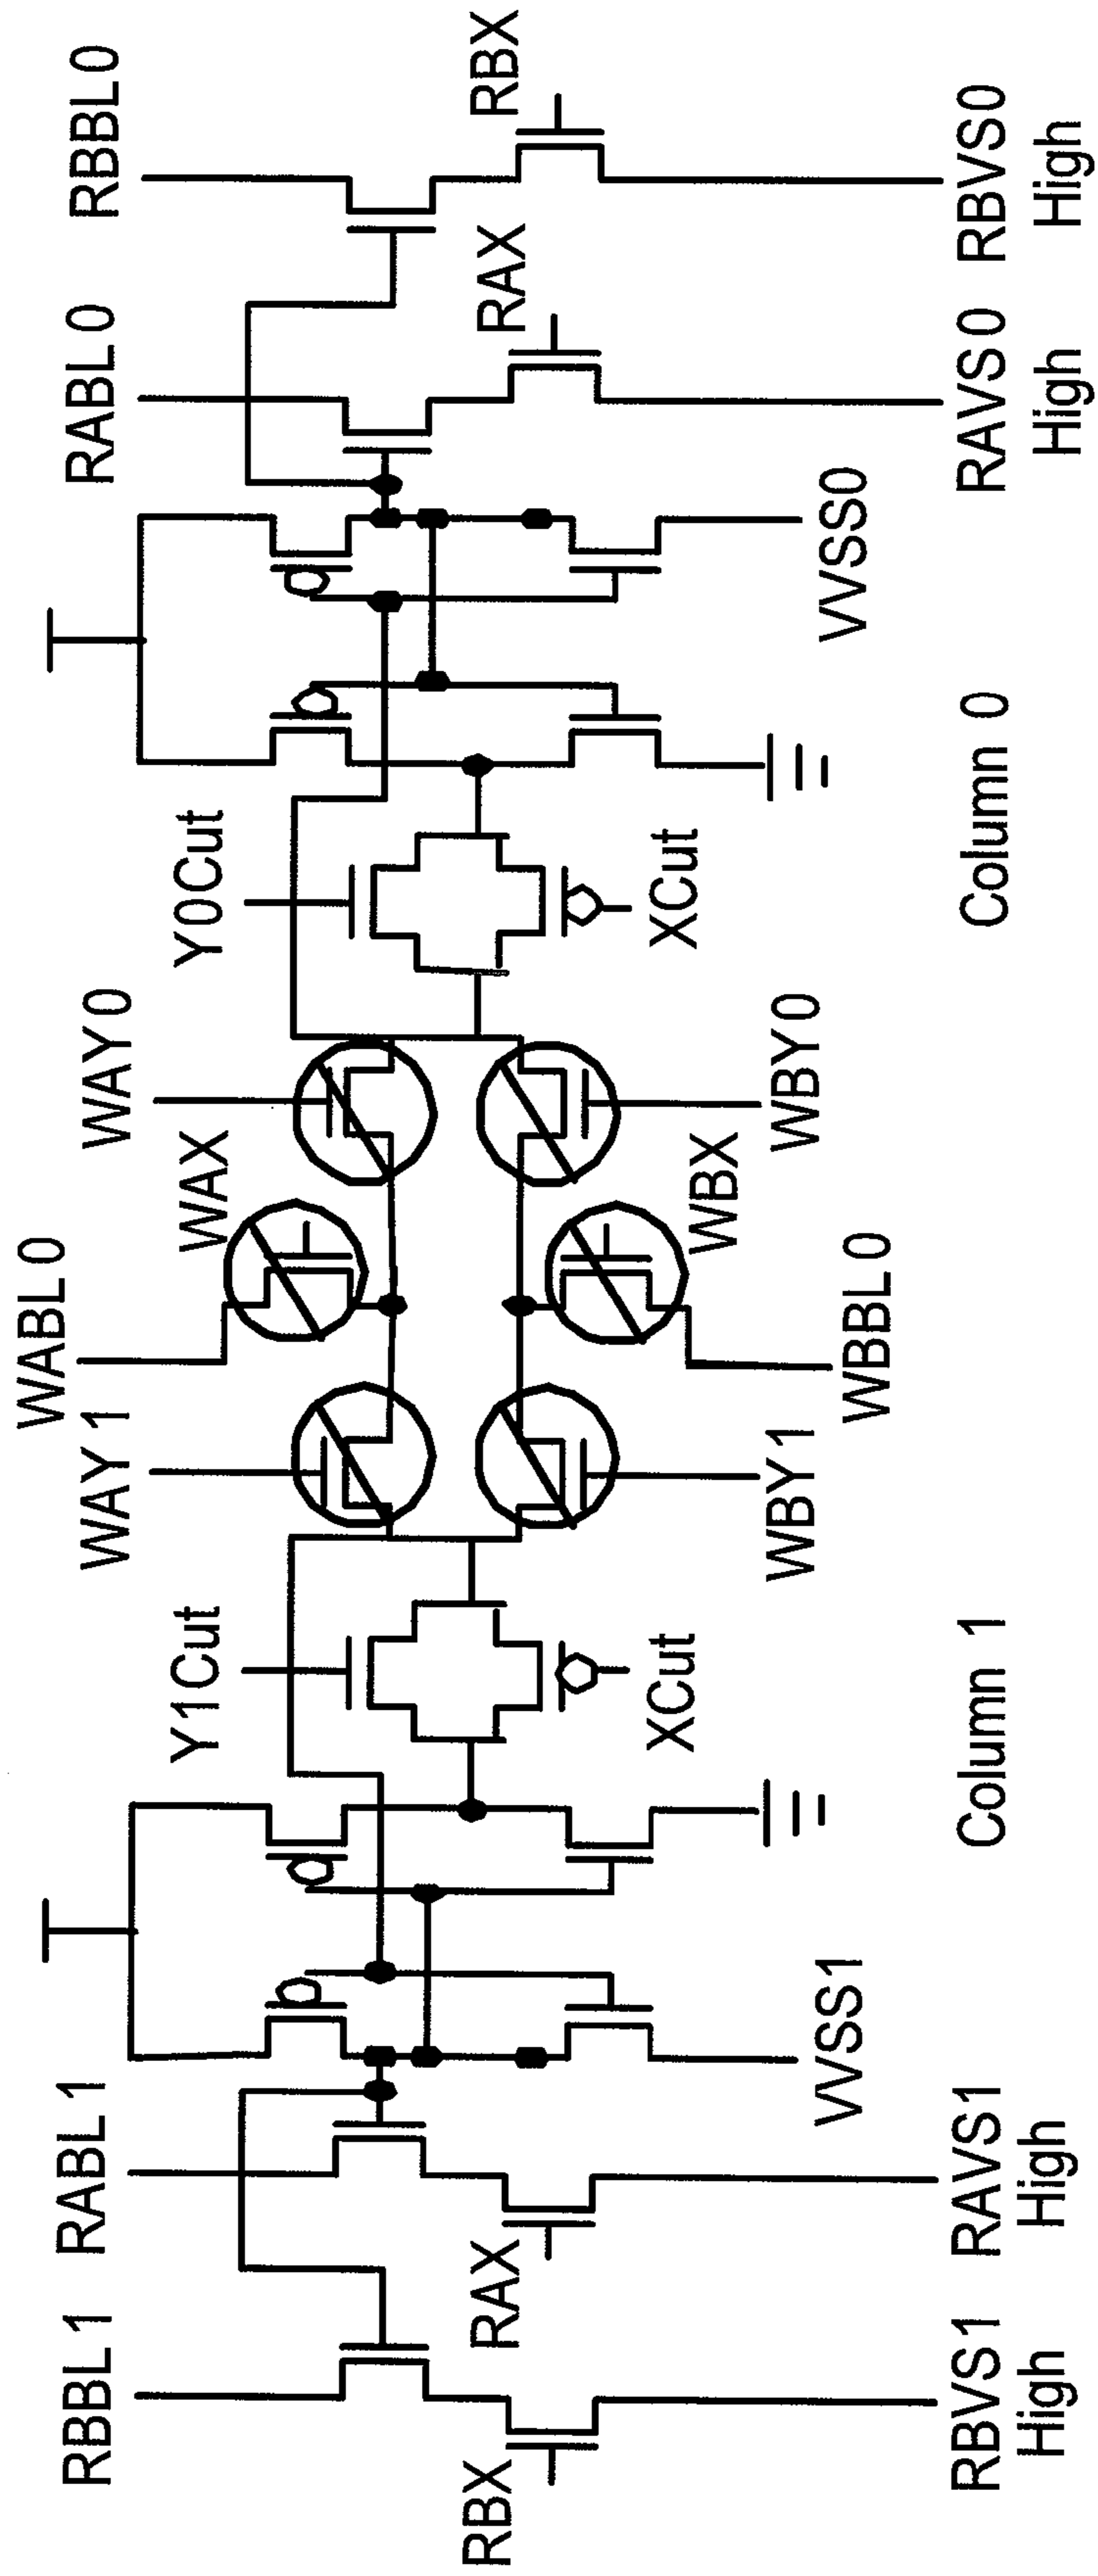 RBBL1
RABL1
WAY1
WABL0
WAX
WAY0
RABL0
RBBL0
Y1Cut
Y0Cut
RBX
RAX
RAX
RBX
XCut
WBY1
WBBL0
WBX
WBY0
XCut
VVSS1
VVSS0
RBVS1
High
RAVS1
High
Column 1
Column 0
RAVS0
High
RBVS0
High